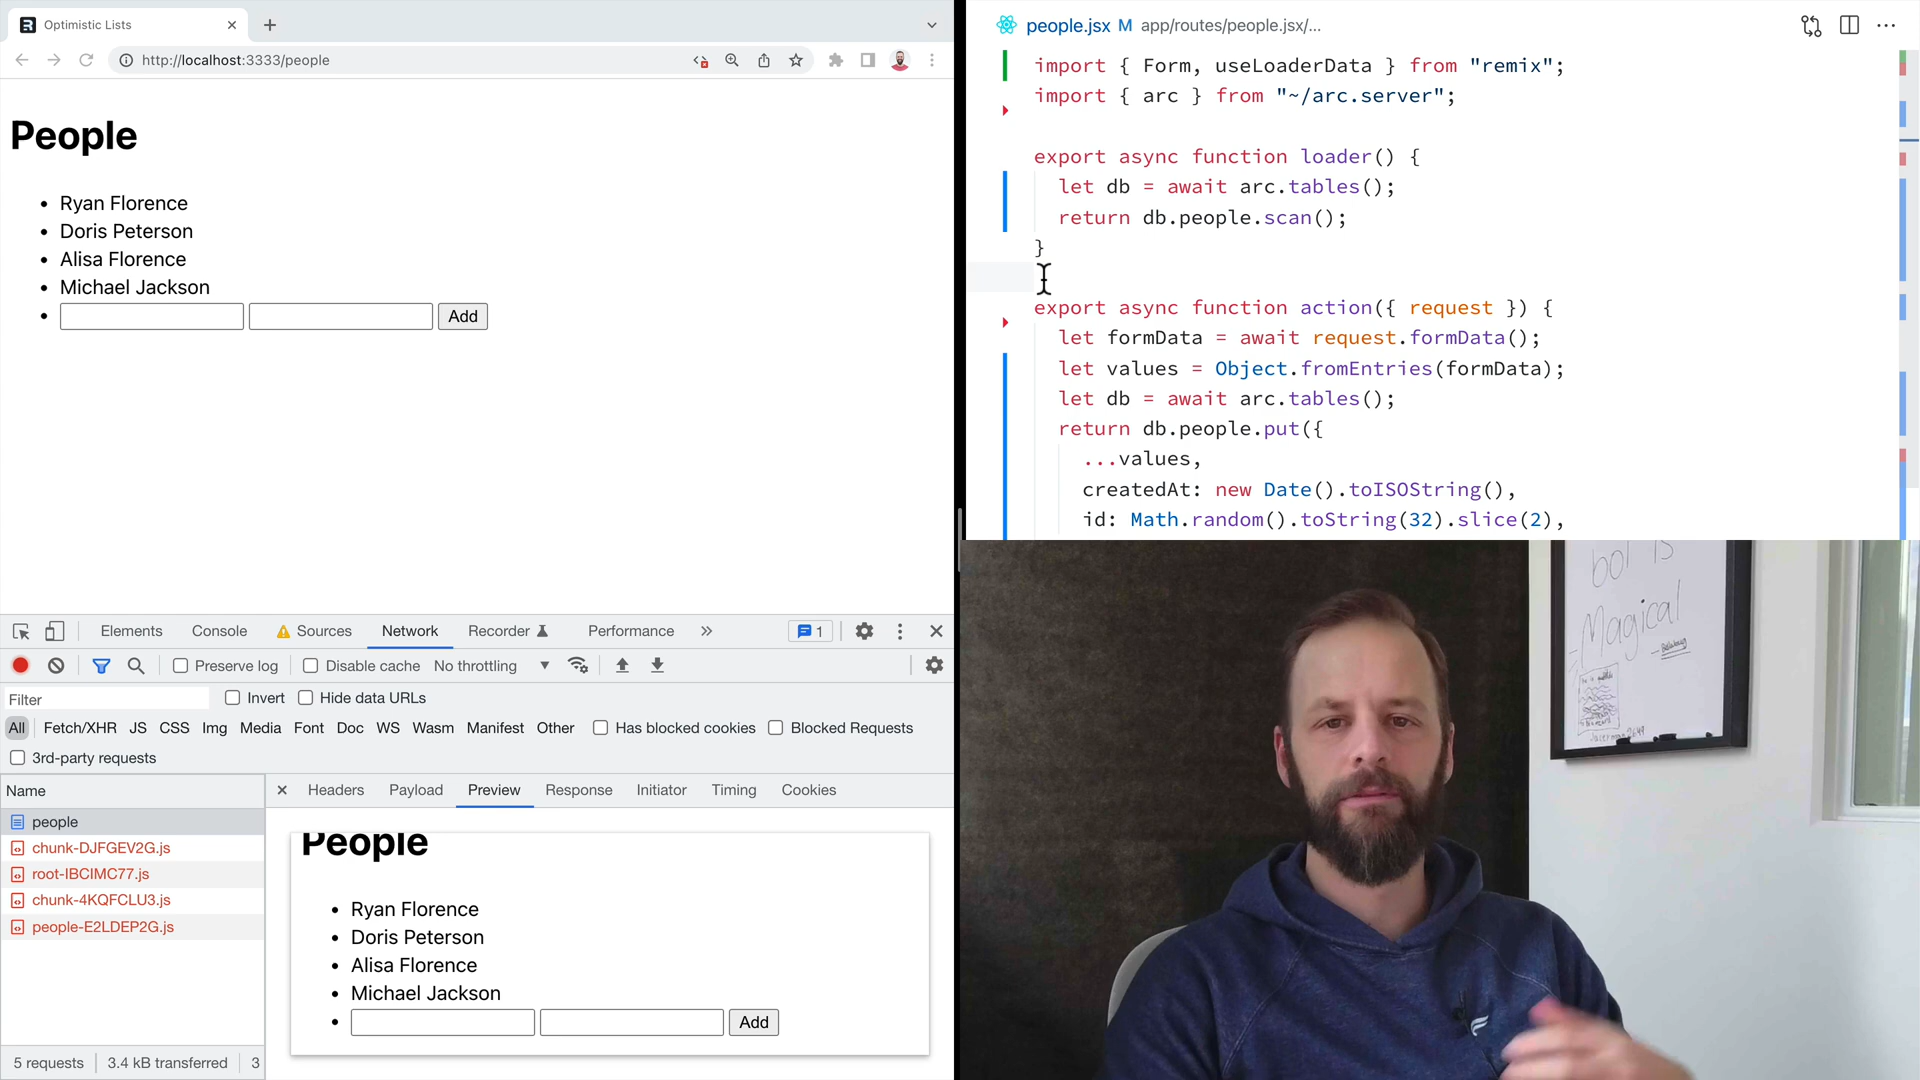 Optimistic Lists
http://localhost:3333/people
People
Ryan Florence
Doris Peterson
Alisa Florence
Michael Jackson
Add
Elements Console Sources Network Recorder Performance 1
Preserve log Disable cache No throttling
Filter Invert Hide data URLs
All Fetch/XHR JS CSS Img Media Font Doc WS Wasm Manifest Other Has blocked cookies Blocked Requests
3rd-party requests
Name
people
chunk-DJFGEV2G.js
root-IBCIMC77.js
chunk-4KQFCLU3.js
people-E2LDEP2G.js
5 requests 3.4 kB transferred 3
Headers Payload Preview Response Initiator Timing Cookies
People
Ryan Florence
Doris Peterson
Alisa Florence
Michael Jackson
Add
people.jsx M app/routes/people.jsx/...
import { Form, useLoaderData } from "remix";
import { arc } from "~/arc.server";
export async function loader() {
let db = await arc.tables();
return db.people.scan();
}
export async function action({ request }) {
let formData = await request.formData();
let values = Object.fromEntries(formData);
let db = await arc.tables();
return db.people.put({
...values,
createdAt: new Date().toISOString(),
id: Math.random().toString(32).slice(2),
is
Magical